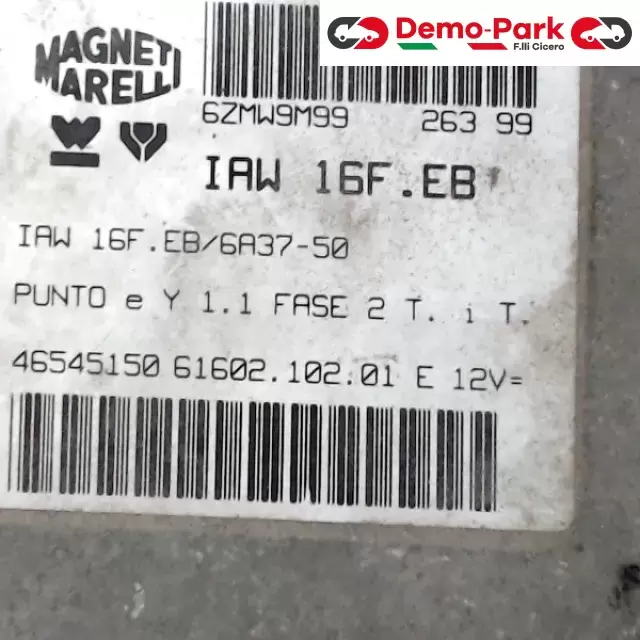 Demo-Park
F.lli Cicero
MAGNETI
MARELLI
6ZMW9M99 263 99
IAW 16F.EB
IAW 16F.EB/6A37-50
PUNTO e Y 1.1 FASE 2 T. i T.
46545150 61602.102.01 E 12V=